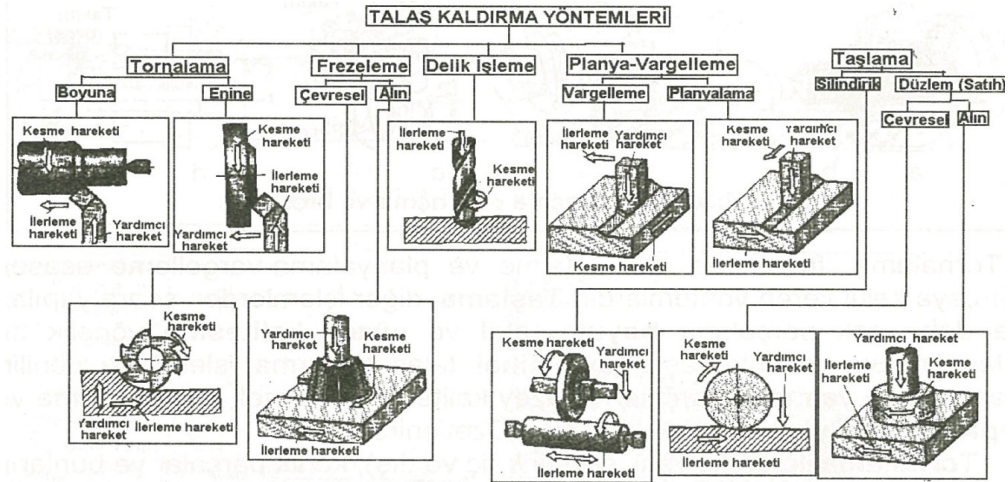 TALAŞ KALDIRMA YÖNTEMLERİ
Tornalama
Frezeleme
Delik İşleme
Planya-Vargelleme
Taşlama
Boyuna
Enine
Çevresel
Alın
Vargelleme
Planyalama
Silindirik
Düzlem (Satıh)
Çevresel
Alın
Kesme hareketi
İlerleme
hareketi
Yardımcı
hareket
Kesme
hareketi
İlerleme
hareketi
Yardımcı
hareket
İlerleme
hareketi
Kesme
hareketi
İlerleme
hareketi
Yardımcı
hareket
Kesme hareketi
Kesme
hareketi
Yardımcı
hareket
İlerleme
hareketi
Kesme
hareketi
Yardımcı
hareket
İlerleme hareketi
Yardımcı
hareket
Kesme
hareketi
İlerleme hareketi
Kesme hareketi
Yardımcı
hareket
İlerleme hareketi
Kesme
hareketi
Yardımcı
hareket
İlerleme hareketi
Yardımcı hareket
Kesme
hareketi
İlerleme hareketi